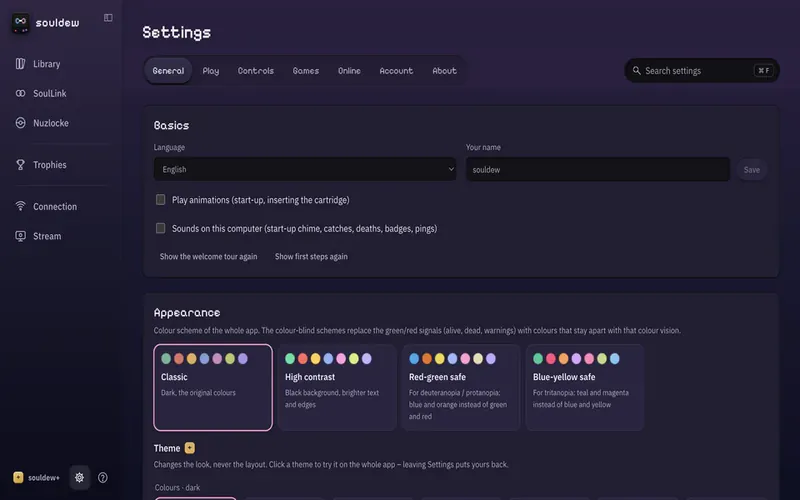 souldew
Library
SoulLink
Nuzlocke
Trophies
Connection
Stream
souldew+
Settings
General Play Controls Games Online Account About
Search settings ⌘ F
Basics
Language
English
Your name
souldew
Save
Play animations (start-up, inserting the cartridge)
Sounds on this computer (start-up chime, catches, deaths, badges, pings)
Show the welcome tour again Show first steps again
Appearance
Colour scheme of the whole app. The colour-blind schemes replace the green/red signals (alive, dead, warnings) with colours that stay apart with that colour vision.
Classic
Dark, the original colours
High contrast
Black background, brighter text
and edges
Red-green safe
For deuteranopia / protanopia:
blue and orange instead of green
and red
Blue-yellow safe
For tritanopia: teal and magenta
instead of blue and yellow
Theme
Changes the look, never the layout. Click a theme to try it on the whole app – leaving Settings puts yours back.
Colours · dark